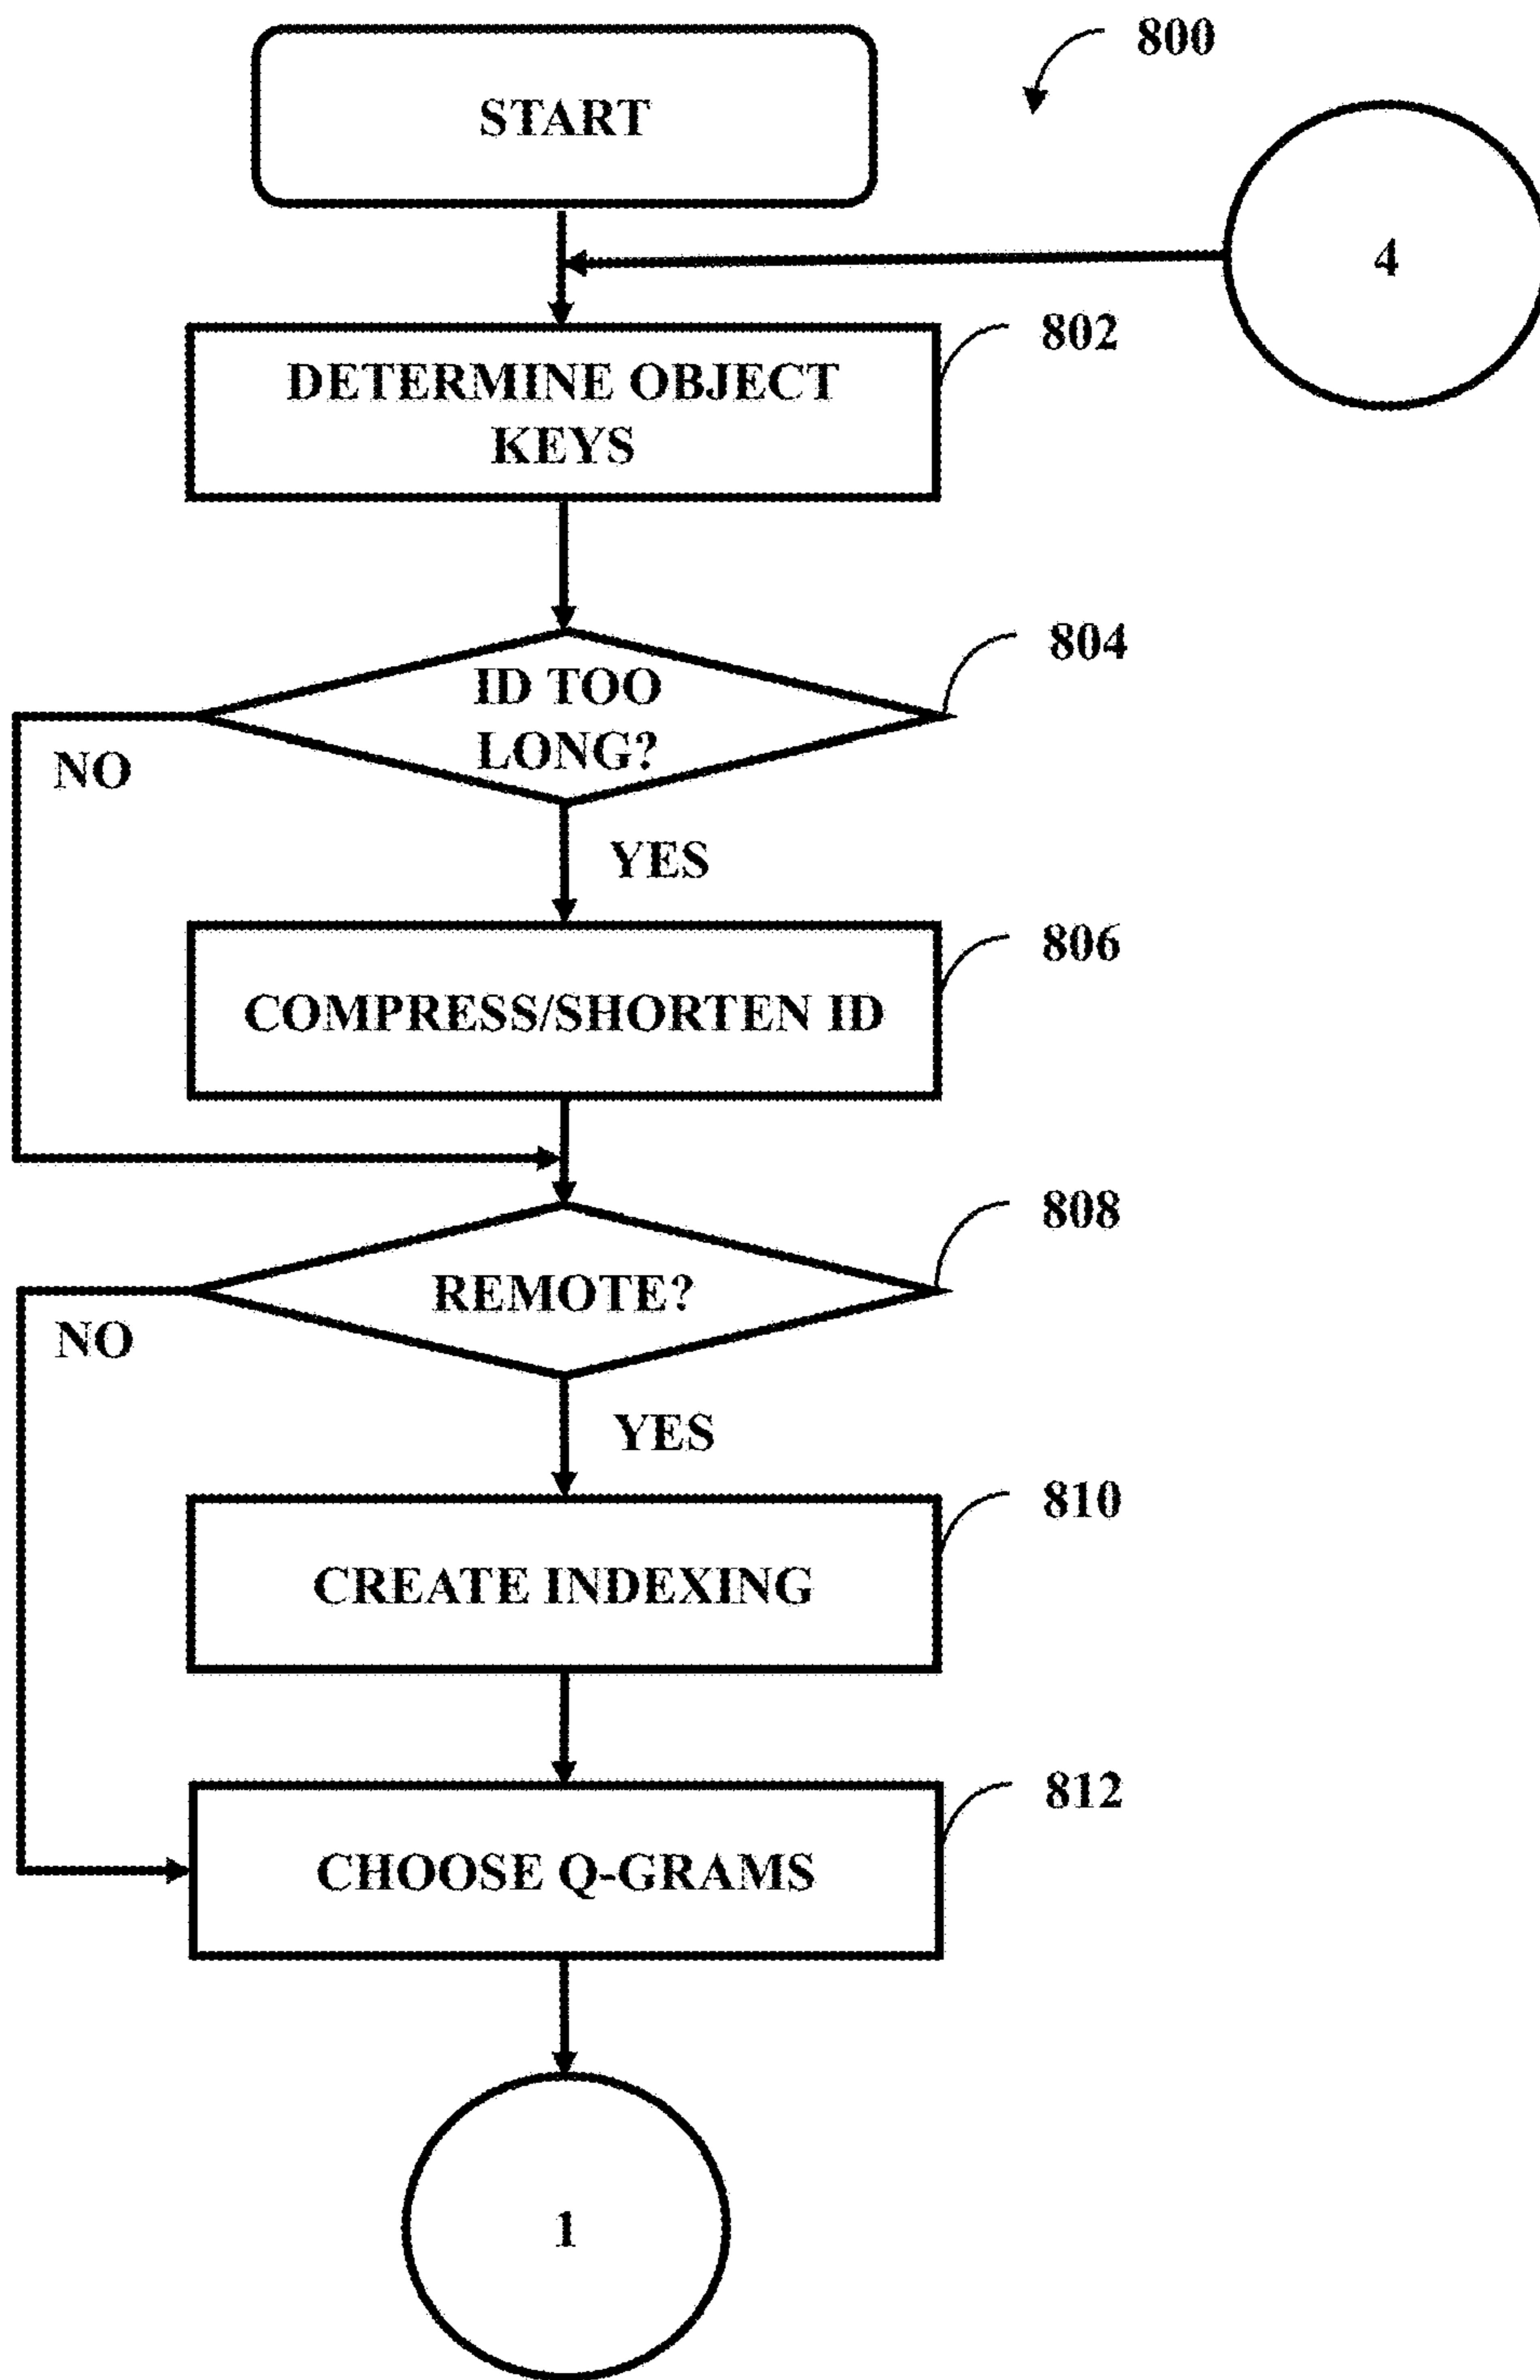 800
START
4
802
DETERMINE OBJECT
KEYS
804
ID TOO
LONG?
NO
YES
806
COMPRESS/SHORTEN ID
808
REMOTE?
NO
YES
810
CREATE INDEXING
812
CHOOSE Q-GRAMS
1